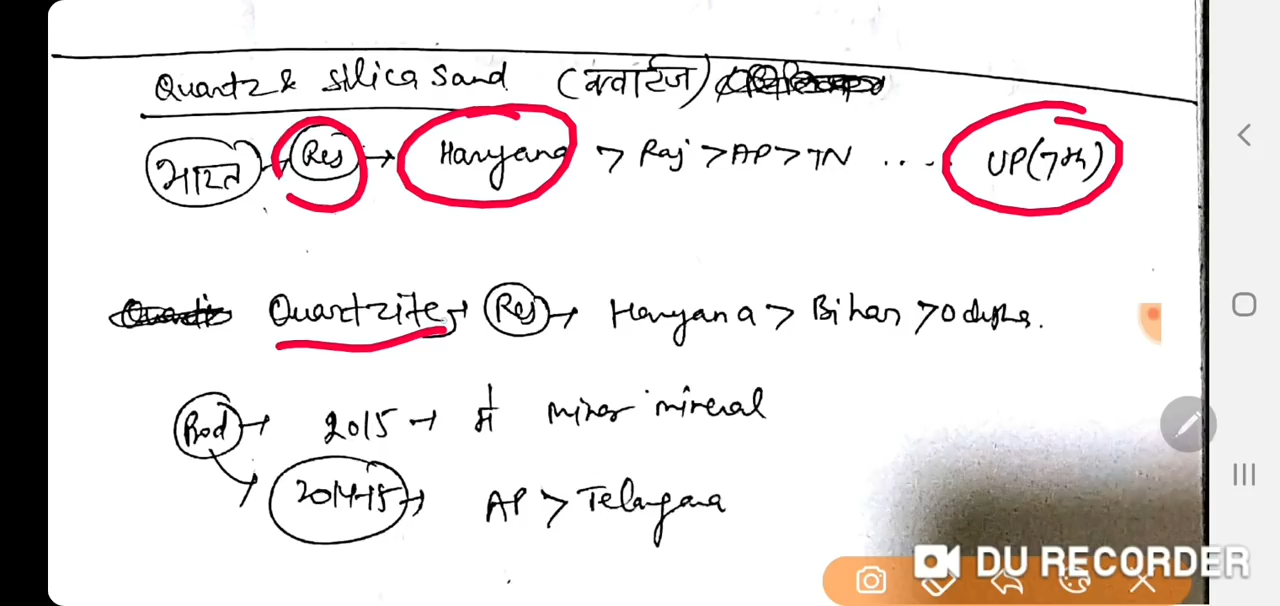 Quartz & silica sand (क्वार्टज)
भारत → Res → Haryana > Raj > AP > TN .... UP(7th)
Quartzite → Res → Haryana > Bihar > Odisha.
Prod → 2015 → में minor mineral
→ 2014-15 → AP > Telangana
DU RECORDER